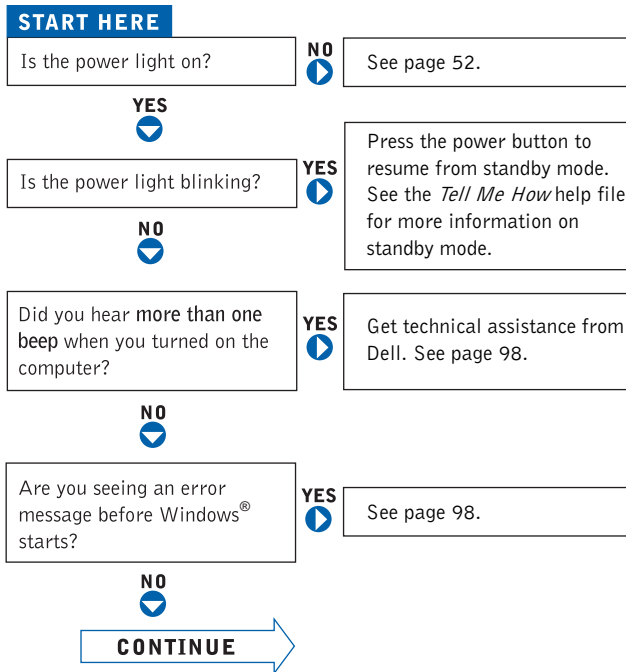 START HERE
Is the power light on?
NO
See page 52.
YES
Is the power light blinking?
YES
Press the power button to
resume from standby mode.
See the Tell Me How help file
for more information on
standby mode.
NO
Did you hear more than one
beep when you turned on the
computer?
YES
Get technical assistance from
Dell. See page 98.
NO
Are you seeing an error
message before Windows®
starts?
YES
See page 98.
NO
CONTINUE